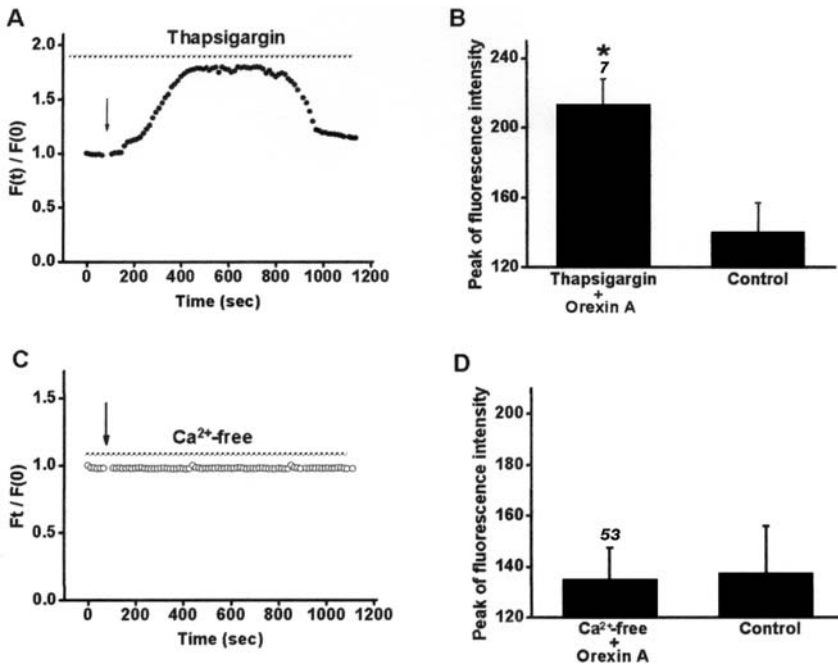 A
Thapsigargin
2.0
1.5
1.0
0.5
0.0
F(t) / F(0)
0 200 400 600 800 1000 1200
Time (sec)
B
240
200
160
120
Peak of fluorescence intensity
*
7
Thapsigargin Control
+
Orexin A
C
Ca²⁺-free
1.5
1.0
0.5
0.0
Ft / F(0)
0 200 400 600 800 1000 1200
Time (sec)
D
200
180
160
140
120
Peak of fluorescence intensity
53
Ca²⁺-free Control
+
Orexin A